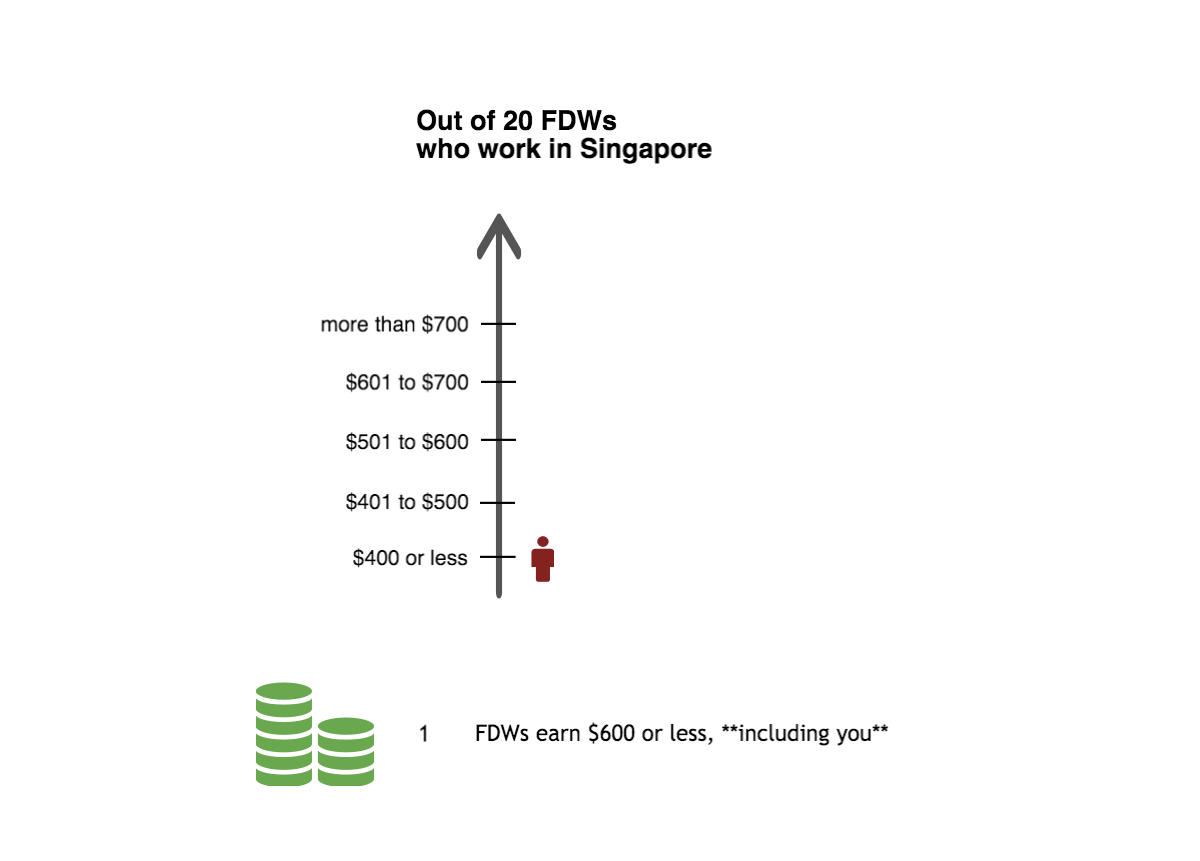 Out of 20 FDWs
who work in Singapore
more than $700
$601 to $700
$501 to $600
$401 to $500
$400 or less
1 FDWs earn $600 or less, **including you**